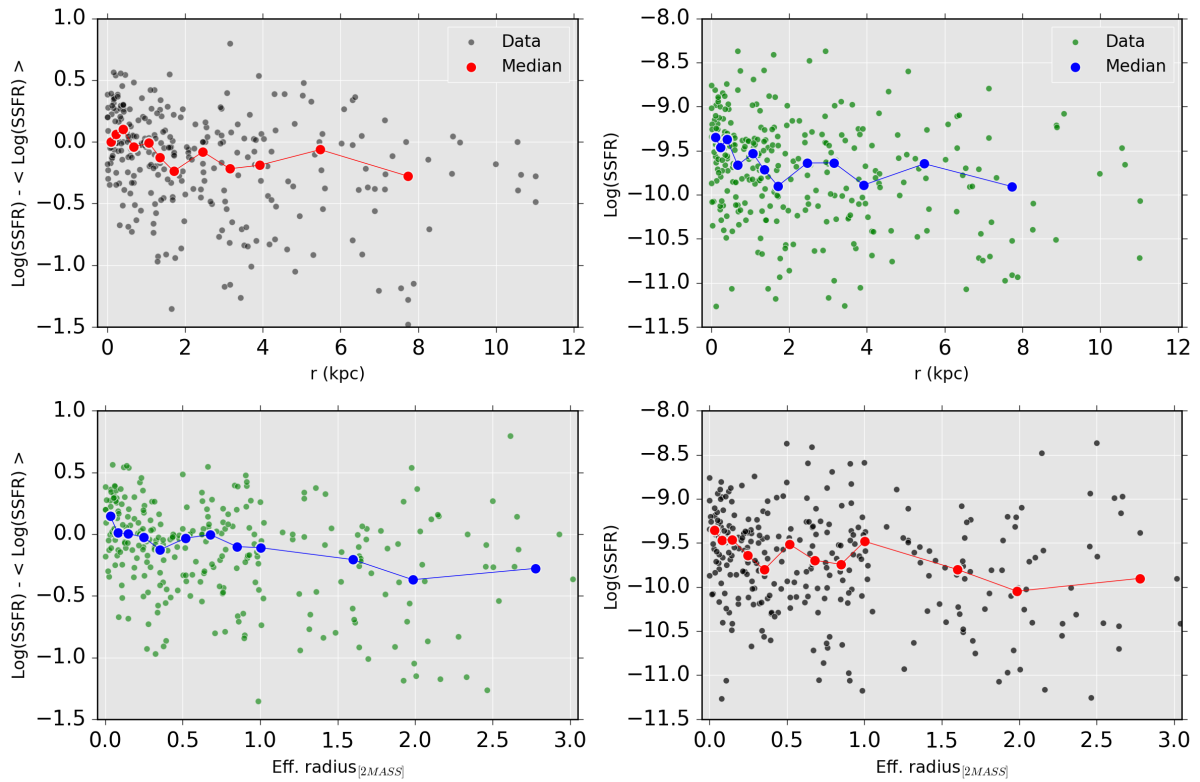 1.0
0.5
0.0
−0.5
−1.0
−1.5
Log(SSFR) - < Log(SSFR) >
0 2 4 6 8 10 12
r (kpc)
Data
Median
−8.0
−8.5
−9.0
−9.5
−10.0
−10.5
−11.0
−11.5
Log(SSFR)
0 2 4 6 8 10 12
r (kpc)
Data
Median
1.0
0.5
0.0
−0.5
−1.0
−1.5
Log(SSFR) - < Log(SSFR) >
0.0 0.5 1.0 1.5 2.0 2.5 3.0
Eff. radius[2MASS]
−8.0
−8.5
−9.0
−9.5
−10.0
−10.5
−11.0
−11.5
Log(SSFR)
0.0 0.5 1.0 1.5 2.0 2.5 3.0
Eff. radius[2MASS]